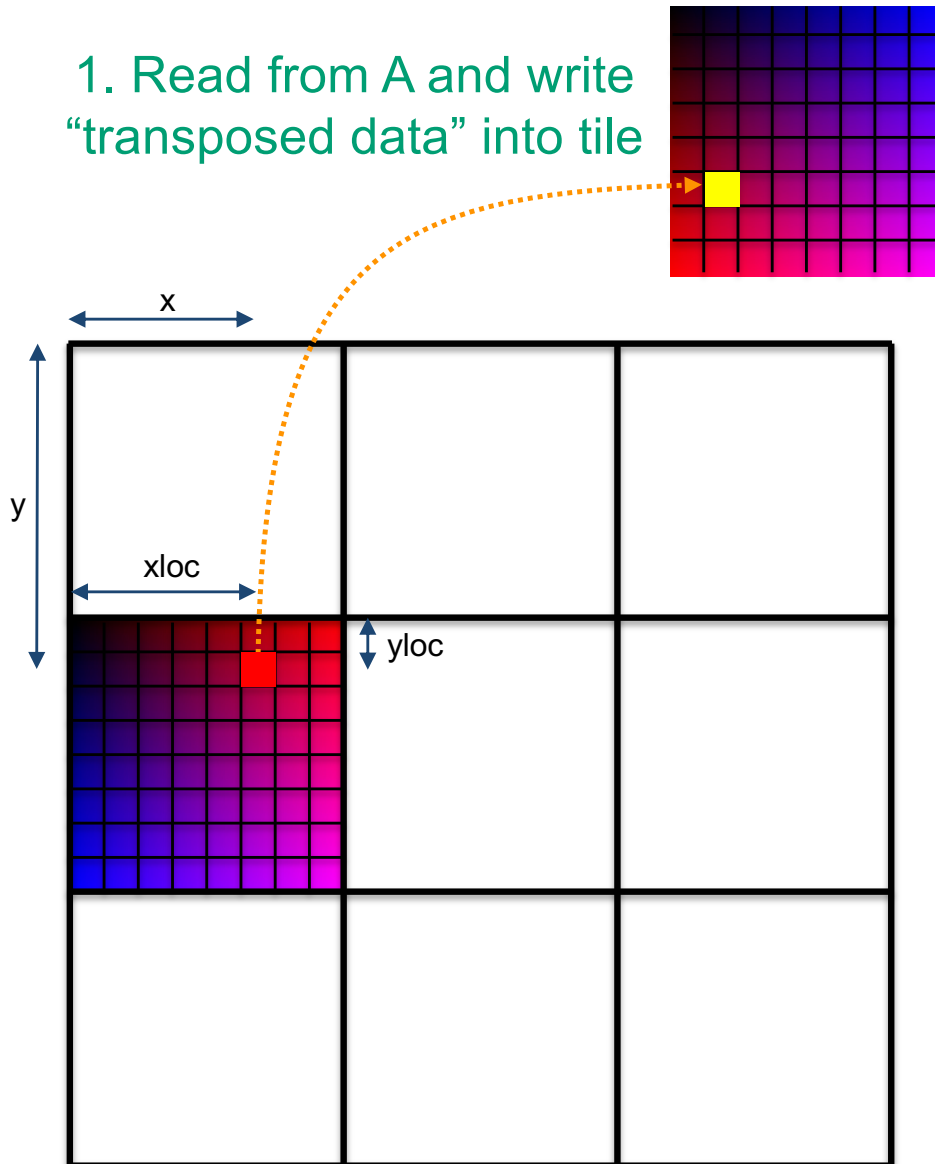 1. Read from A and write
“transposed data” into tile
x
y
xloc
yloc